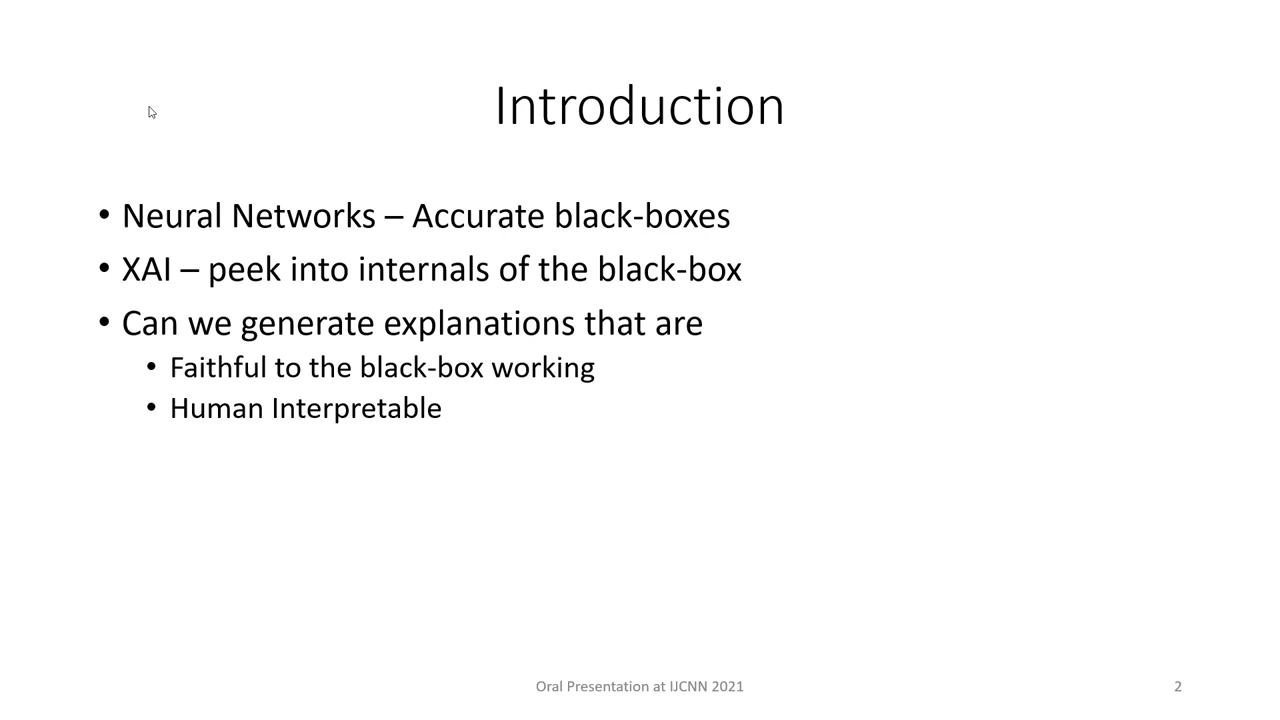 Introduction
• Neural Networks – Accurate black-boxes
• XAI – peek into internals of the black-box
• Can we generate explanations that are
• Faithful to the black-box working
• Human Interpretable
Oral Presentation at IJCNN 2021
2